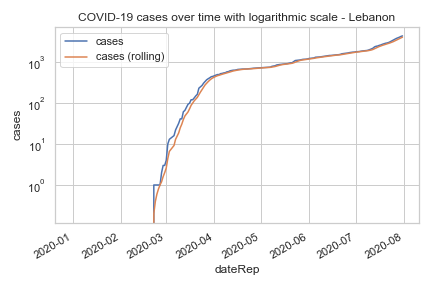 COVID-19 cases over time with logarithmic scale - Lebanon
cases
cases (rolling)
10³
10²
10¹
10⁰
cases
2020-01
2020-02
2020-03
2020-04
2020-05
2020-06
2020-07
2020-08
dateRep